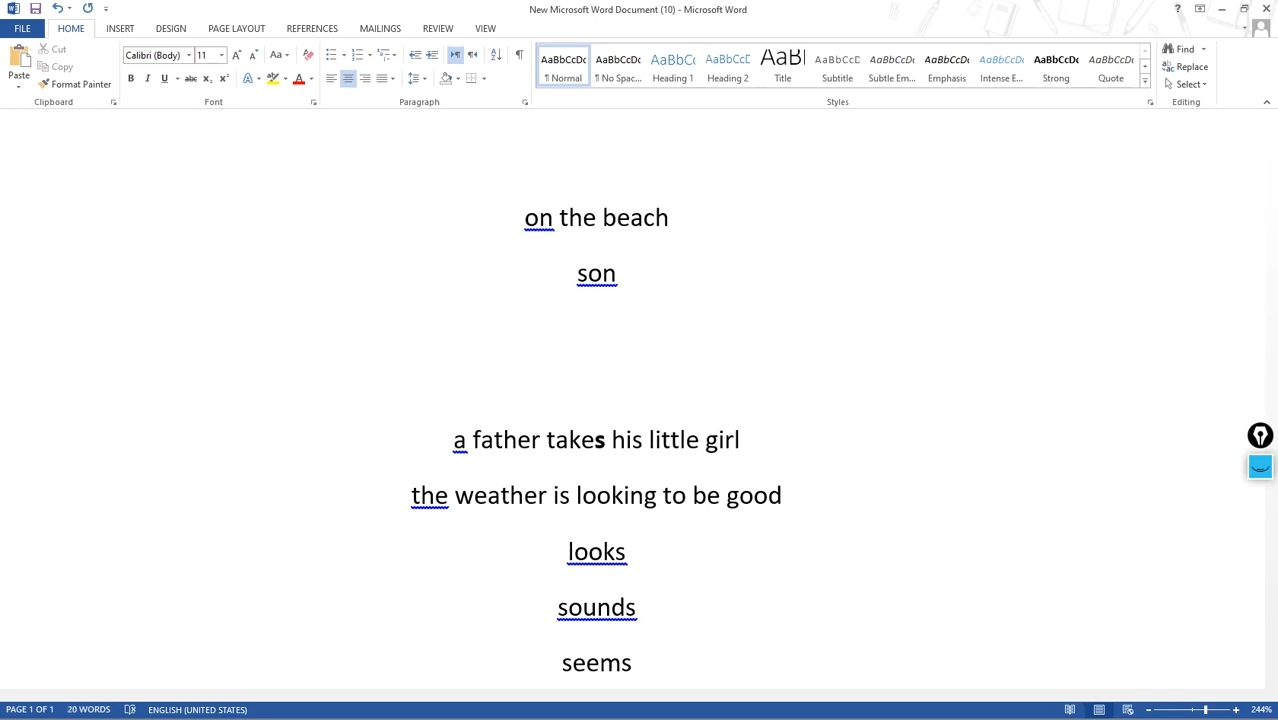 New Microsoft Word Document (10) - Microsoft Word
FILE HOME INSERT DESIGN PAGE LAYOUT REFERENCES MAILINGS REVIEW VIEW
Paste
Cut
Copy
Format Painter
Clipboard
Calibri (Body) 11
Font
Paragraph
AaBbCcDc AaBbCcDc AaBbCc AaBbCcC AaBl AaBbCcD AaBbCcDc AaBbCcDc AaBbCcDc AaBbCcDc AaBbCcDc
¶ Normal ¶ No Spac... Heading 1 Heading 2 Title Subtitle Subtle Em... Emphasis Intense E... Strong Quote
Styles
Find
Replace
Select
Editing
on the beach
son
a father takes his little girl
the weather is looking to be good
looks
sounds
seems
PAGE 1 OF 1 20 WORDS ENGLISH (UNITED STATES) 244%